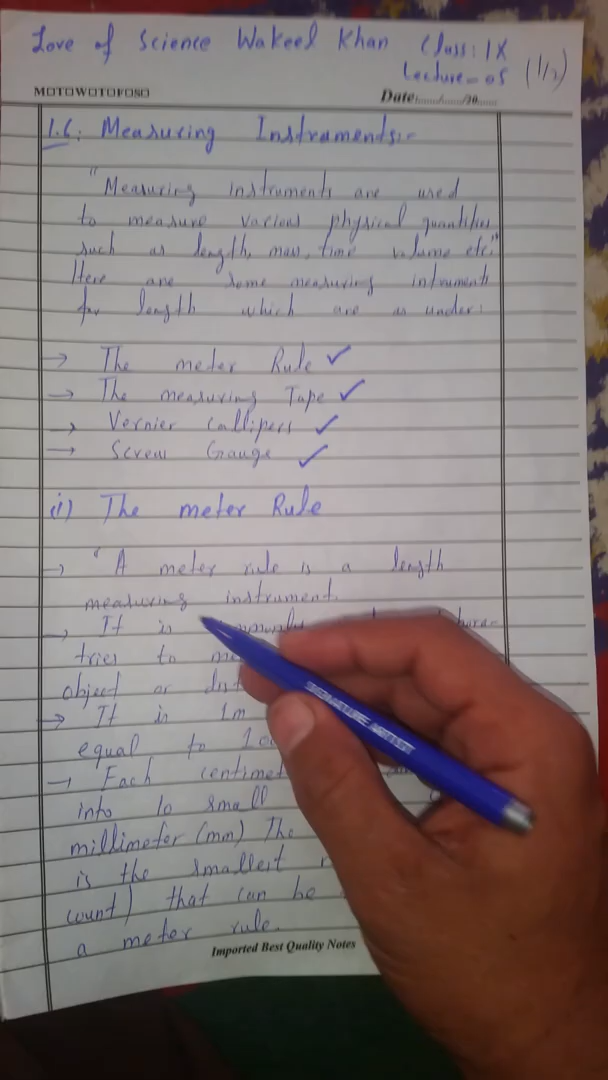 Love of Science Wakeel Khan Class: IX
Lecture = 05 (1/2)
MOTOWOTOFOSO
Date:....../....../20......
1.6: Measuring Instraments:-
"Measuring instruments are used
to measure various physical quantities
such as length, mass, time volume etc."
Here are some measuring intruments
for length which are as under:
→ The meter Rule ✓
→ The measuring Tape ✓
→ Vernier Callipers ✓
→ Screw Gauge ✓
(i) The meter Rule
→ "A meter rule is a length
measuring instrument.
→ It is
tries to
object or
→ It is 1m
equal to
→ Each
into 10 small
millimeter (mm) The
is the smallest
count) that can be
a meter rule.
Imported Best Quality Notes
SIGNATURE